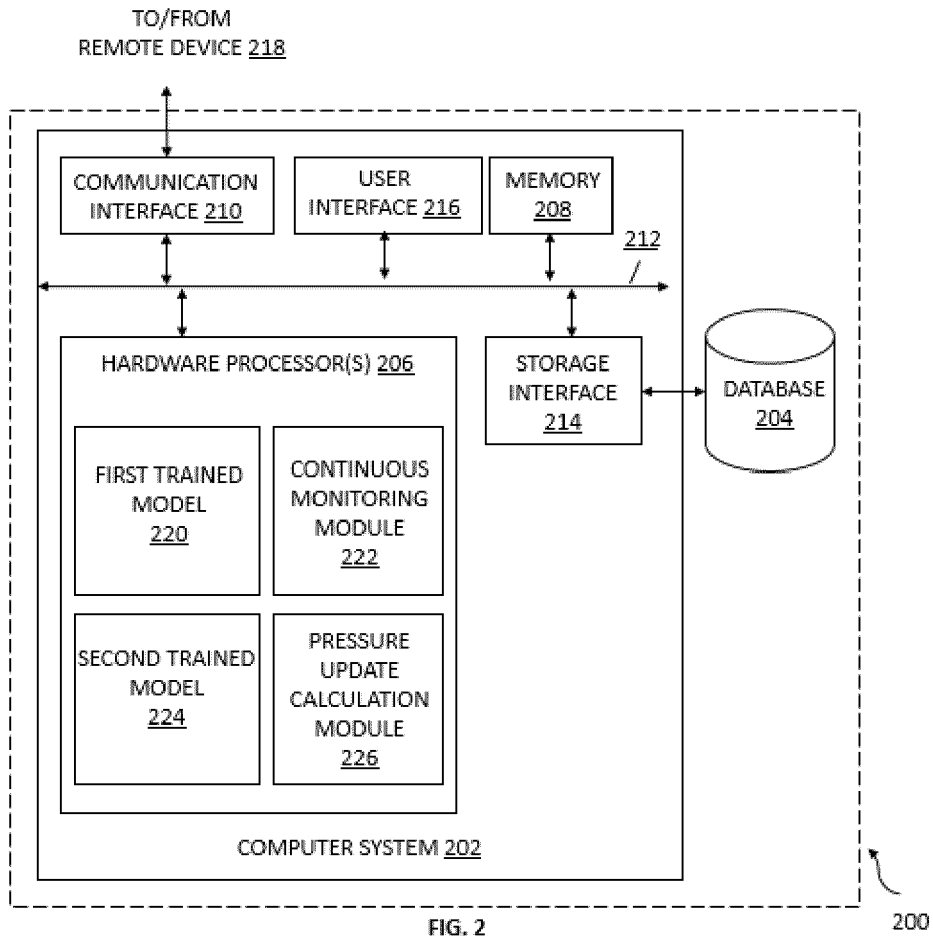 TO/FROM
REMOTE DEVICE 218
COMMUNICATION
INTERFACE 210
USER
INTERFACE 216
MEMORY
208
212
HARDWARE PROCESSOR(S) 206
STORAGE
INTERFACE
214
DATABASE
204
FIRST TRAINED
MODEL
220
CONTINUOUS
MONITORING
MODULE
222
SECOND TRAINED
MODEL
224
PRESSURE
UPDATE
CALCULATION
MODULE
226
COMPUTER SYSTEM 202
200
FIG. 2